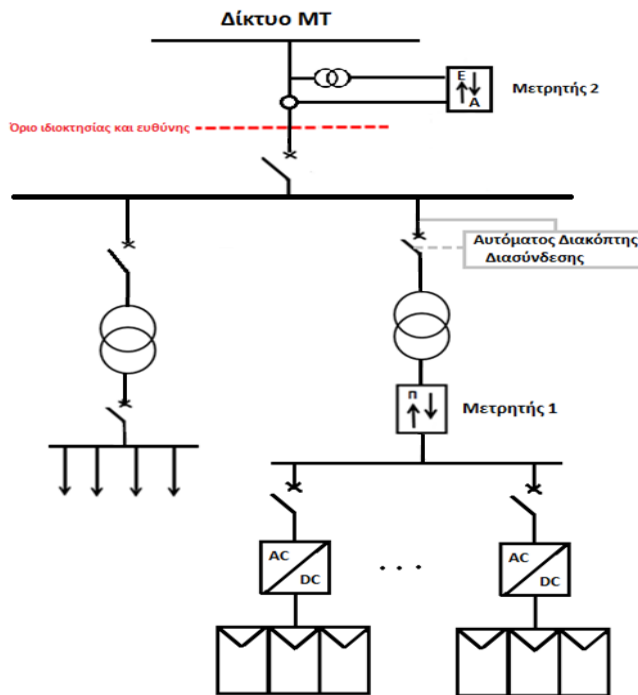 Δίκτυο ΜΤ
Ε
Α
Μετρητής 2
Όριο ιδιοκτησίας και ευθύνης
Αυτόματος Διακόπτης
Διασύνδεσης
Π
Μετρητής 1
AC
DC
...
AC
DC